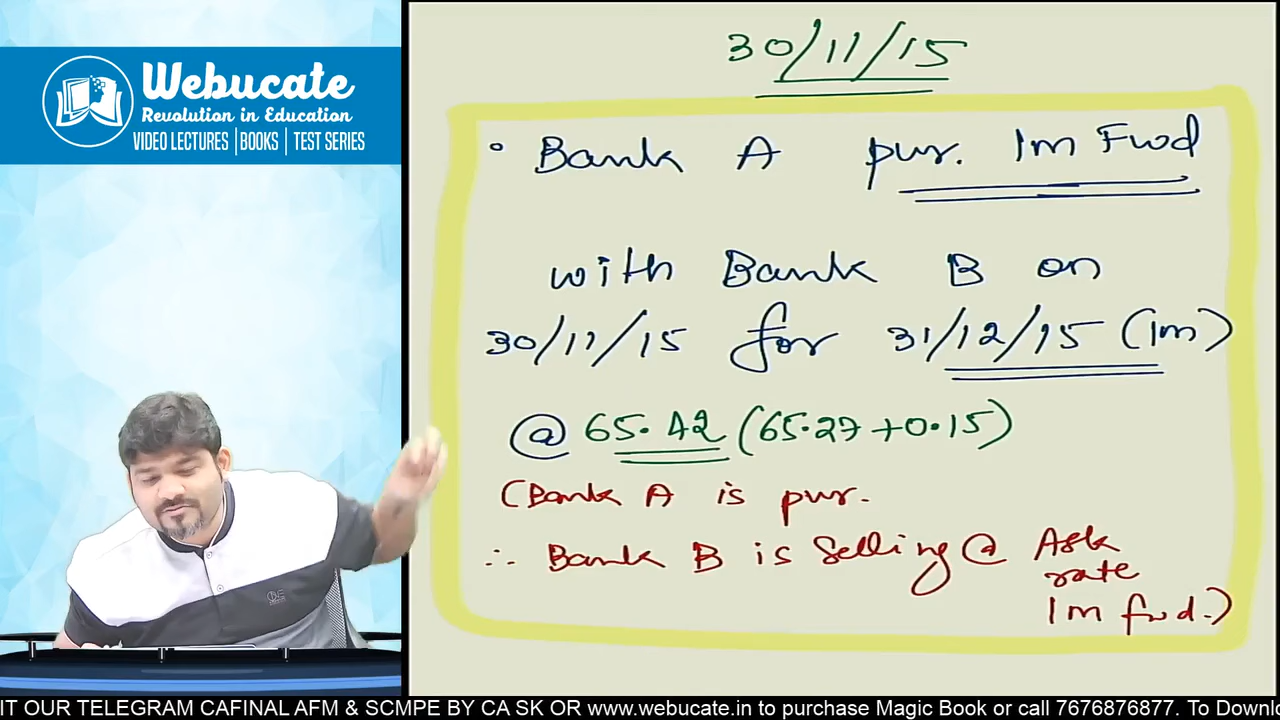 Webucate
Revolution in Education
VIDEO LECTURES | BOOKS | TEST SERIES
30/11/15
° Bank A pur. 1m Fwd
with Bank B on
30/11/15 for 31/12/15 (1m)
@ 65.42 (65.27+0.15)
(Bank A is pur.
∴ Bank B is Selling @ Ask
rate
1m fwd.)
IT OUR TELEGRAM CAFINAL AFM & SCMPE BY CA SK OR www.webucate.in to purchase Magic Book or call 7676876877. To Downlo